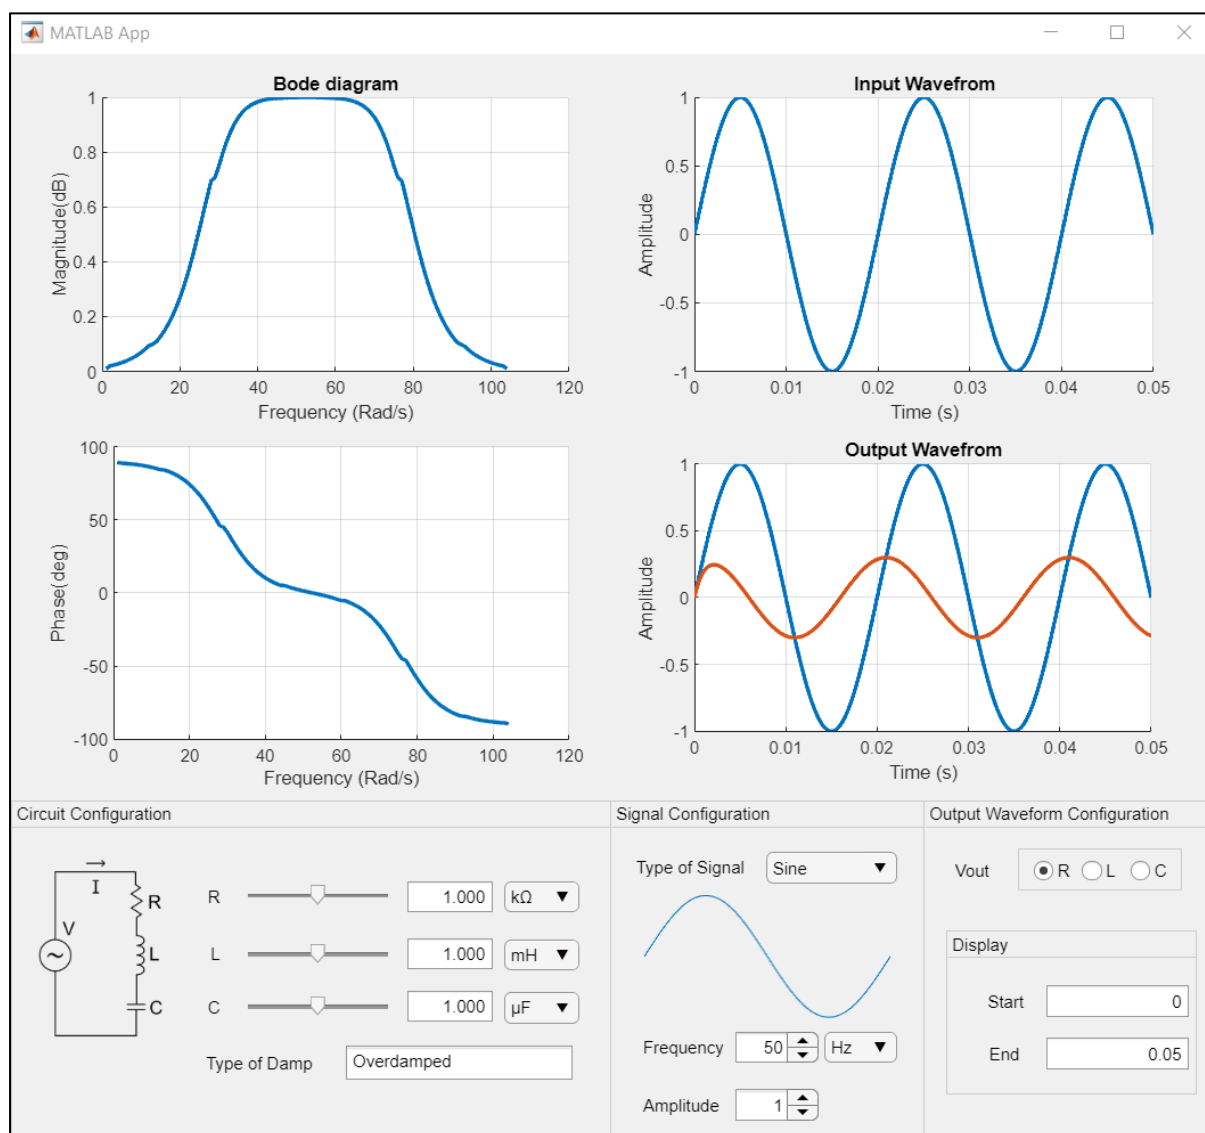 MATLAB App
Bode diagram
1
0.8
0.6
0.4
0.2
0
0 20 40 60 80 100 120
Magnitude(dB)
Frequency (Rad/s)
Input Wavefrom
1
0.5
0
-0.5
-1
0 0.01 0.02 0.03 0.04 0.05
Amplitude
Time (s)
100
50
0
-50
-100
0 20 40 60 80 100 120
Phase(deg)
Frequency (Rad/s)
Output Wavefrom
1
0.5
0
-0.5
-1
0 0.01 0.02 0.03 0.04 0.05
Amplitude
Time (s)
Circuit Configuration
I
V
R
L
C
R 1.000 kΩ
L 1.000 mH
C 1.000 µF
Type of Damp Overdamped
Signal Configuration
Type of Signal Sine
Frequency 50 Hz
Amplitude 1
Output Waveform Configuration
Vout R L C
Display
Start 0
End 0.05